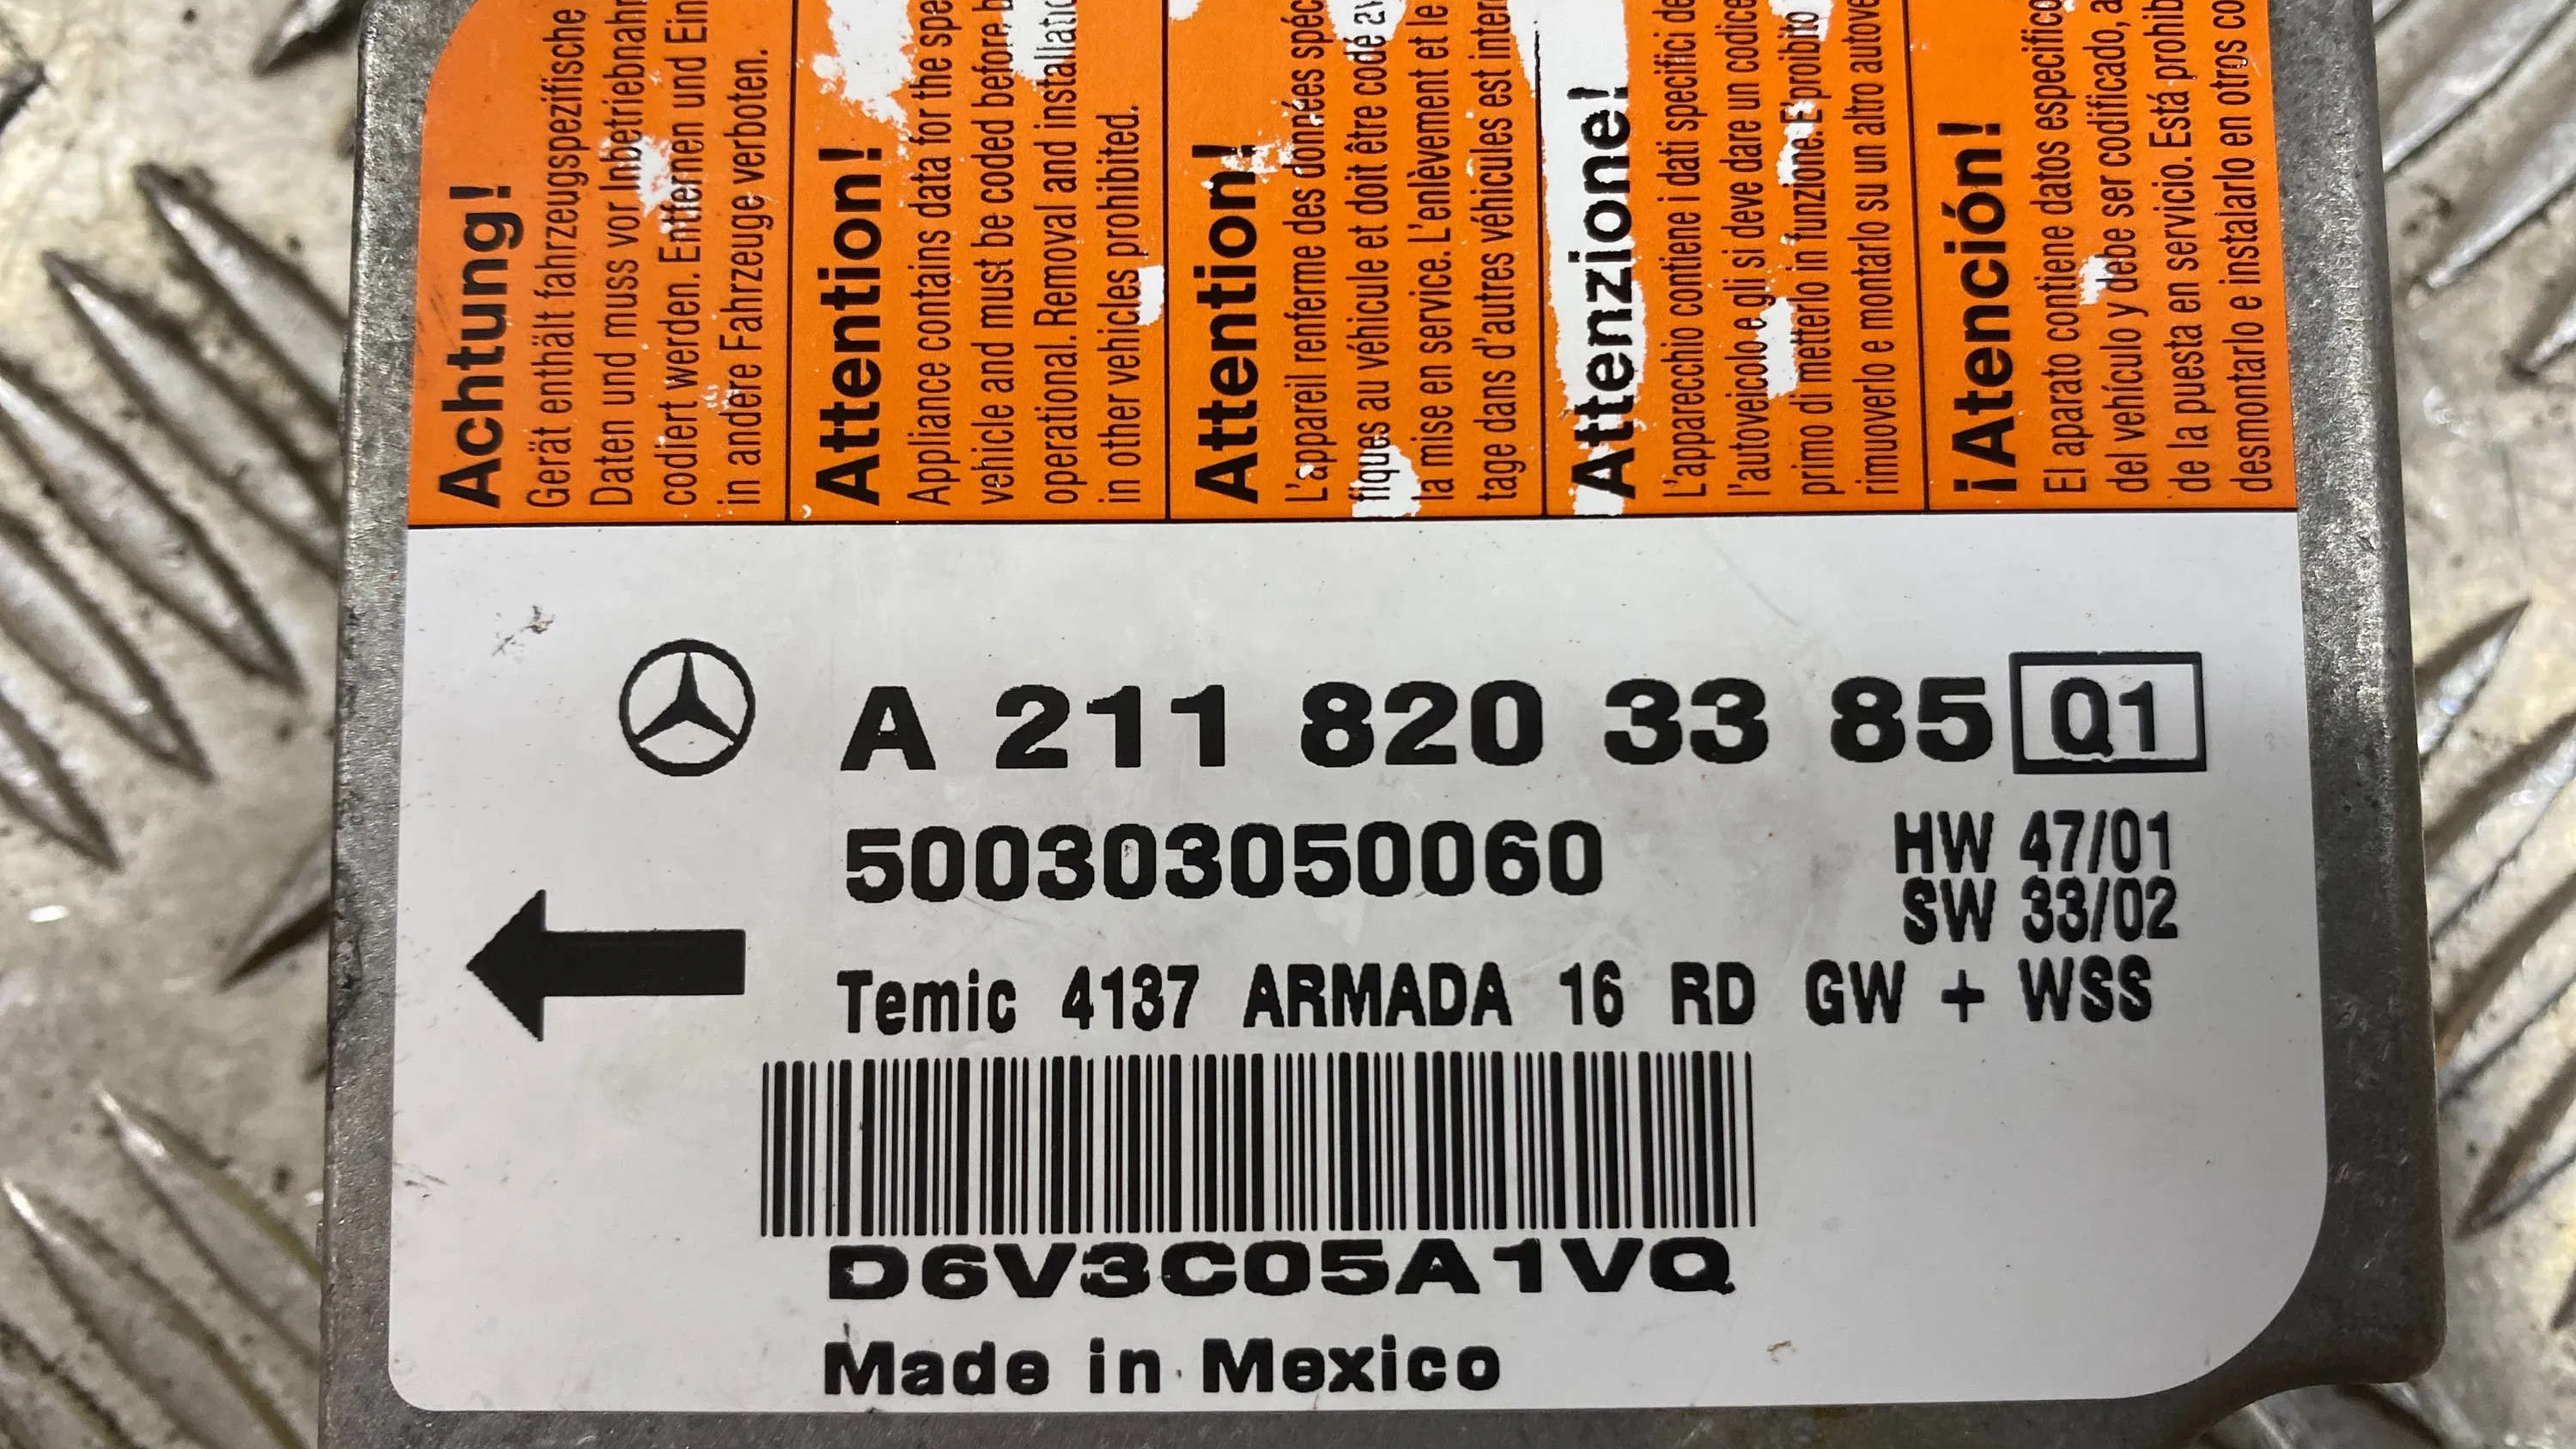 Achtung!
Gerät enthält fahrzeugspezifische
Daten und muss vor
codiert werden. Entfernen und
in andere Fahrzeuge verboten.
Attention!
Appliance contains data for the
vehicle and must be coded before
operational. Removal and installation
in other vehicles prohibited.
Attention!
L'appareil renferme des données
fiques au véhicule et doit être codé
la mise en service. L'enlèvement et le
tage dans d'autres véhicules est
Attenzione!
L'apparecchio contiene i dati specifici
l'autoveicolo e gli si deve dare un codice
primo di metterlo in funzione. E proibito
rimuoverlo e montarlo su un altro
¡Atención!
El aparato contiene datos
del vehículo y debe ser codificado,
de la puesta en servicio. Está
desmontarlo e instalarlo en otros
A 211 820 33 85 Q1
500303050060
HW 47/01
SW 33/02
Temic 4137 ARMADA 16 RD GW + WSS
D6V3C05A1VQ
Made in Mexico